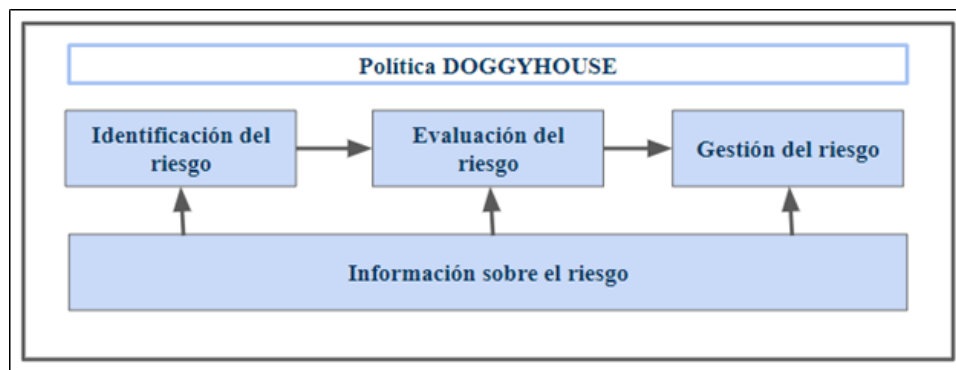 Política DOGGYHOUSE
Identificación del
riesgo
Evaluación del
riesgo
Gestión del riesgo
Información sobre el riesgo